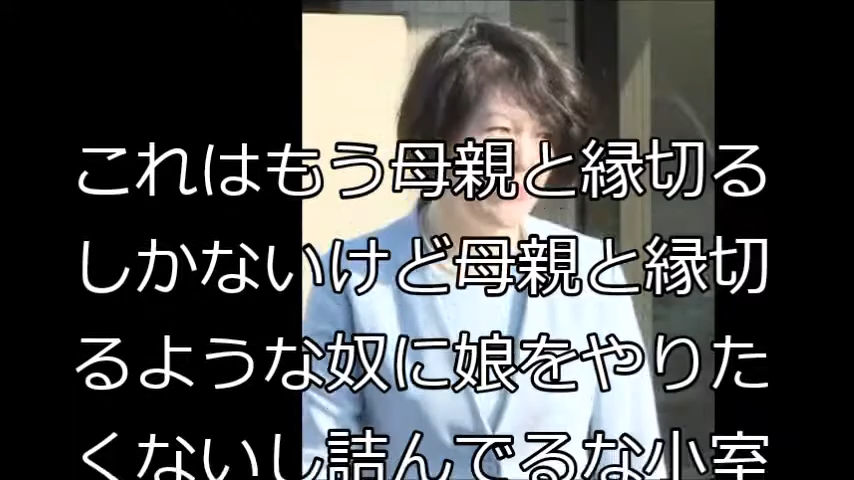 これはもう母親と縁切る
しかないけど母親と縁切
るような奴に娘をやりた
くないし詰んでるな小室